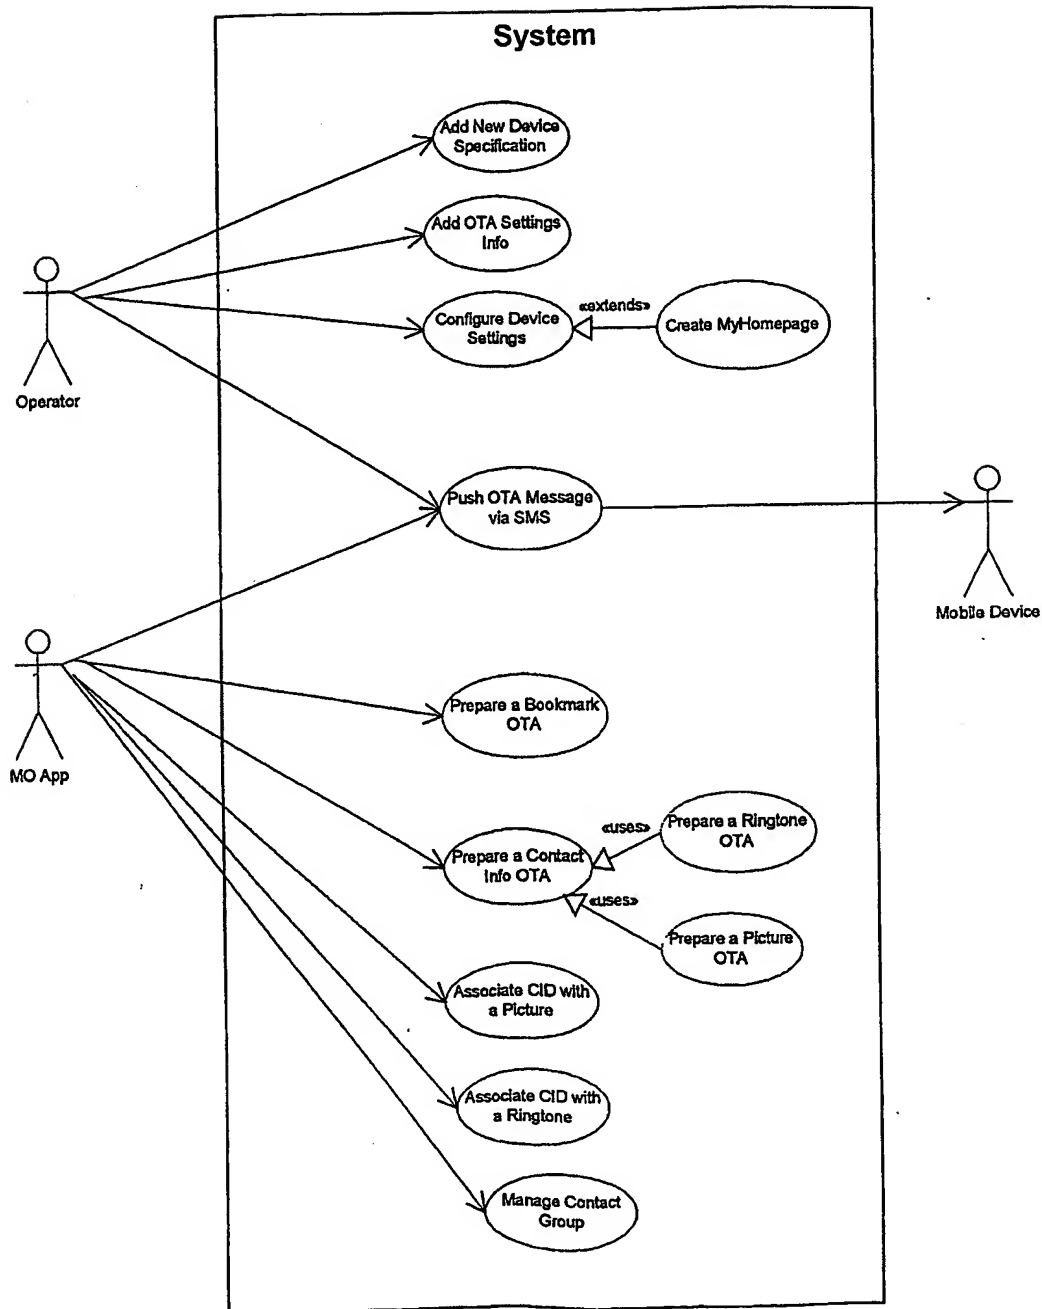 System
Add New Device
Specification
Add OTA Settings
Info
Configure Device
Settings
«extends»
Create MyHomepage
Operator
Push OTA Message
via SMS
Mobile Device
MO App
Prepare a Bookmark
OTA
Prepare a Contact
Info OTA
«uses»
Prepare a Ringtone
OTA
«uses»
Prepare a Picture
OTA
Associate CID with
a Picture
Associate CID with
a Ringtone
Manage Contact
Group